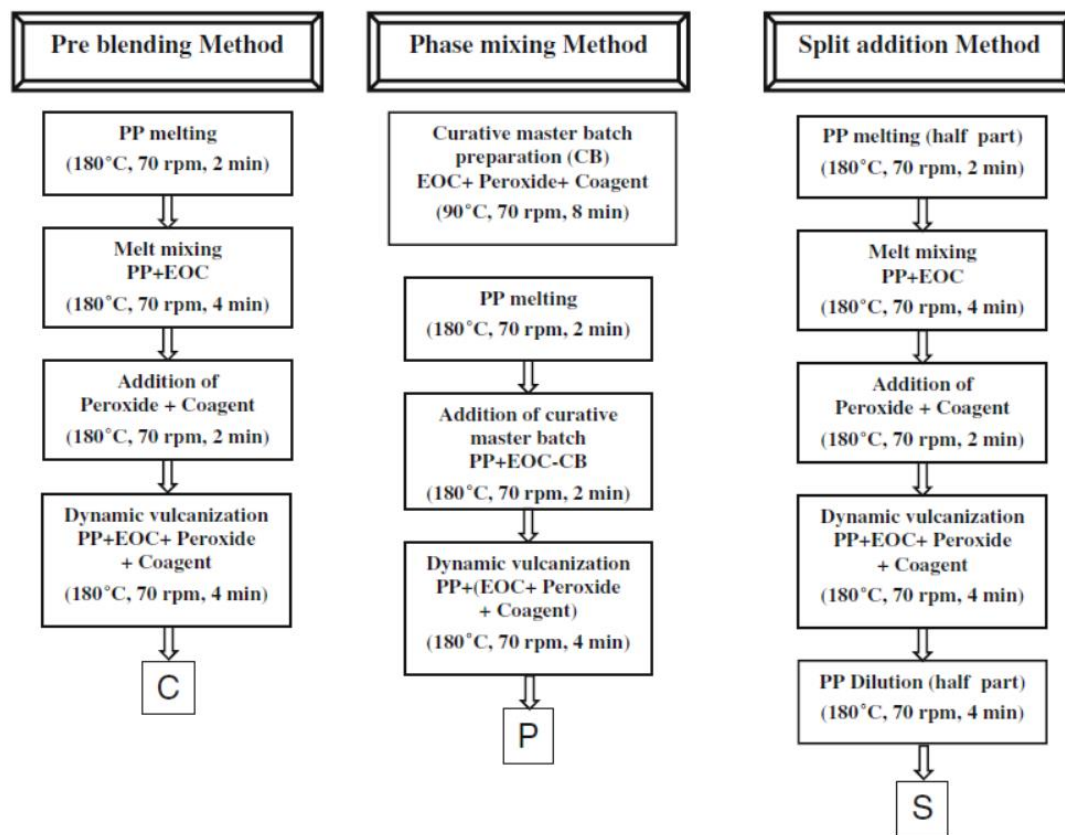 Pre blending Method
PP melting
(180°C, 70 rpm, 2 min)
Melt mixing
PP+EOC
(180°C, 70 rpm, 4 min)
Addition of
Peroxide + Coagent
(180°C, 70 rpm, 2 min)
Dynamic vulcanization
PP+EOC+ Peroxide
+ Coagent
(180°C, 70 rpm, 4 min)
C
Phase mixing Method
Curative master batch
preparation (CB)
EOC+ Peroxide+ Coagent
(90°C, 70 rpm, 8 min)
PP melting
(180°C, 70 rpm, 2 min)
Addition of curative
master batch
PP+EOC-CB
(180°C, 70 rpm, 2 min)
Dynamic vulcanization
PP+(EOC+ Peroxide
+ Coagent)
(180°C, 70 rpm, 4 min)
P
Split addition Method
PP melting (half part)
(180°C, 70 rpm, 2 min)
Melt mixing
PP+EOC
(180°C, 70 rpm, 4 min)
Addition of
Peroxide + Coagent
(180°C, 70 rpm, 2 min)
Dynamic vulcanization
PP+EOC+ Peroxide
+ Coagent
(180°C, 70 rpm, 4 min)
PP Dilution (half part)
(180°C, 70 rpm, 4 min)
S